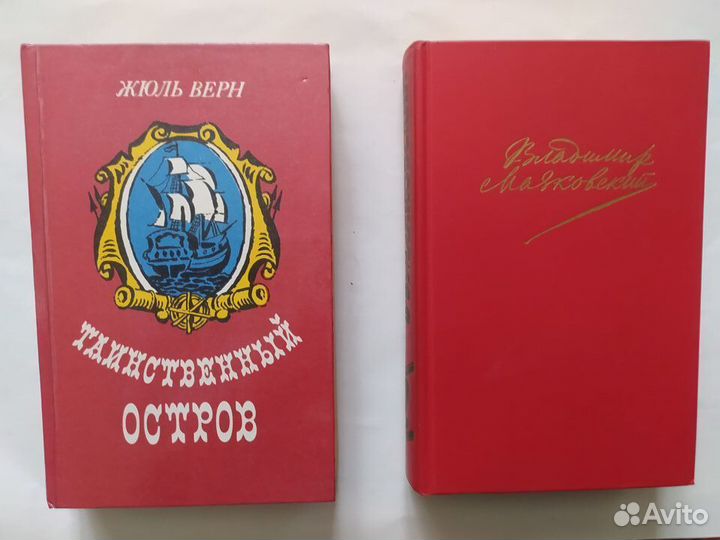 ЖЮЛЬ ВЕРН
ТАИНСТВЕННЫЙ
ОСТРОВ
Владимир
Маяковский
Avito